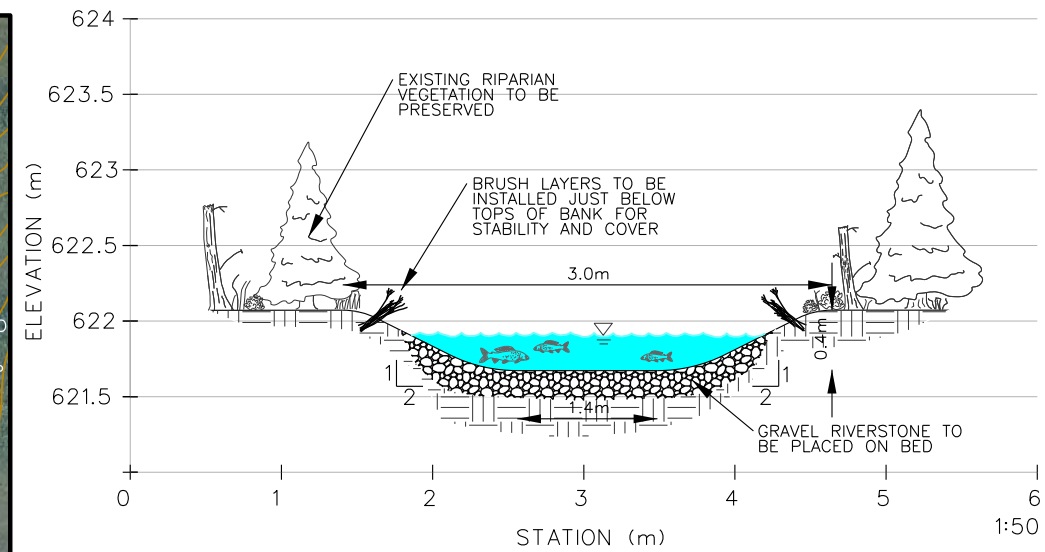 624
623.5
623
622.5
622
621.5
ELEVATION (m)
EXISTING RIPARIAN
VEGETATION TO BE
PRESERVED
BRUSH LAYERS TO BE
INSTALLED JUST BELOW
TOPS OF BANK FOR
STABILITY AND COVER
3.0m
0.4m
1
2
1
2
1.4m
GRAVEL RIVERSTONE TO
BE PLACED ON BED
0
1
2
3
4
5
6
STATION (m)
1:50